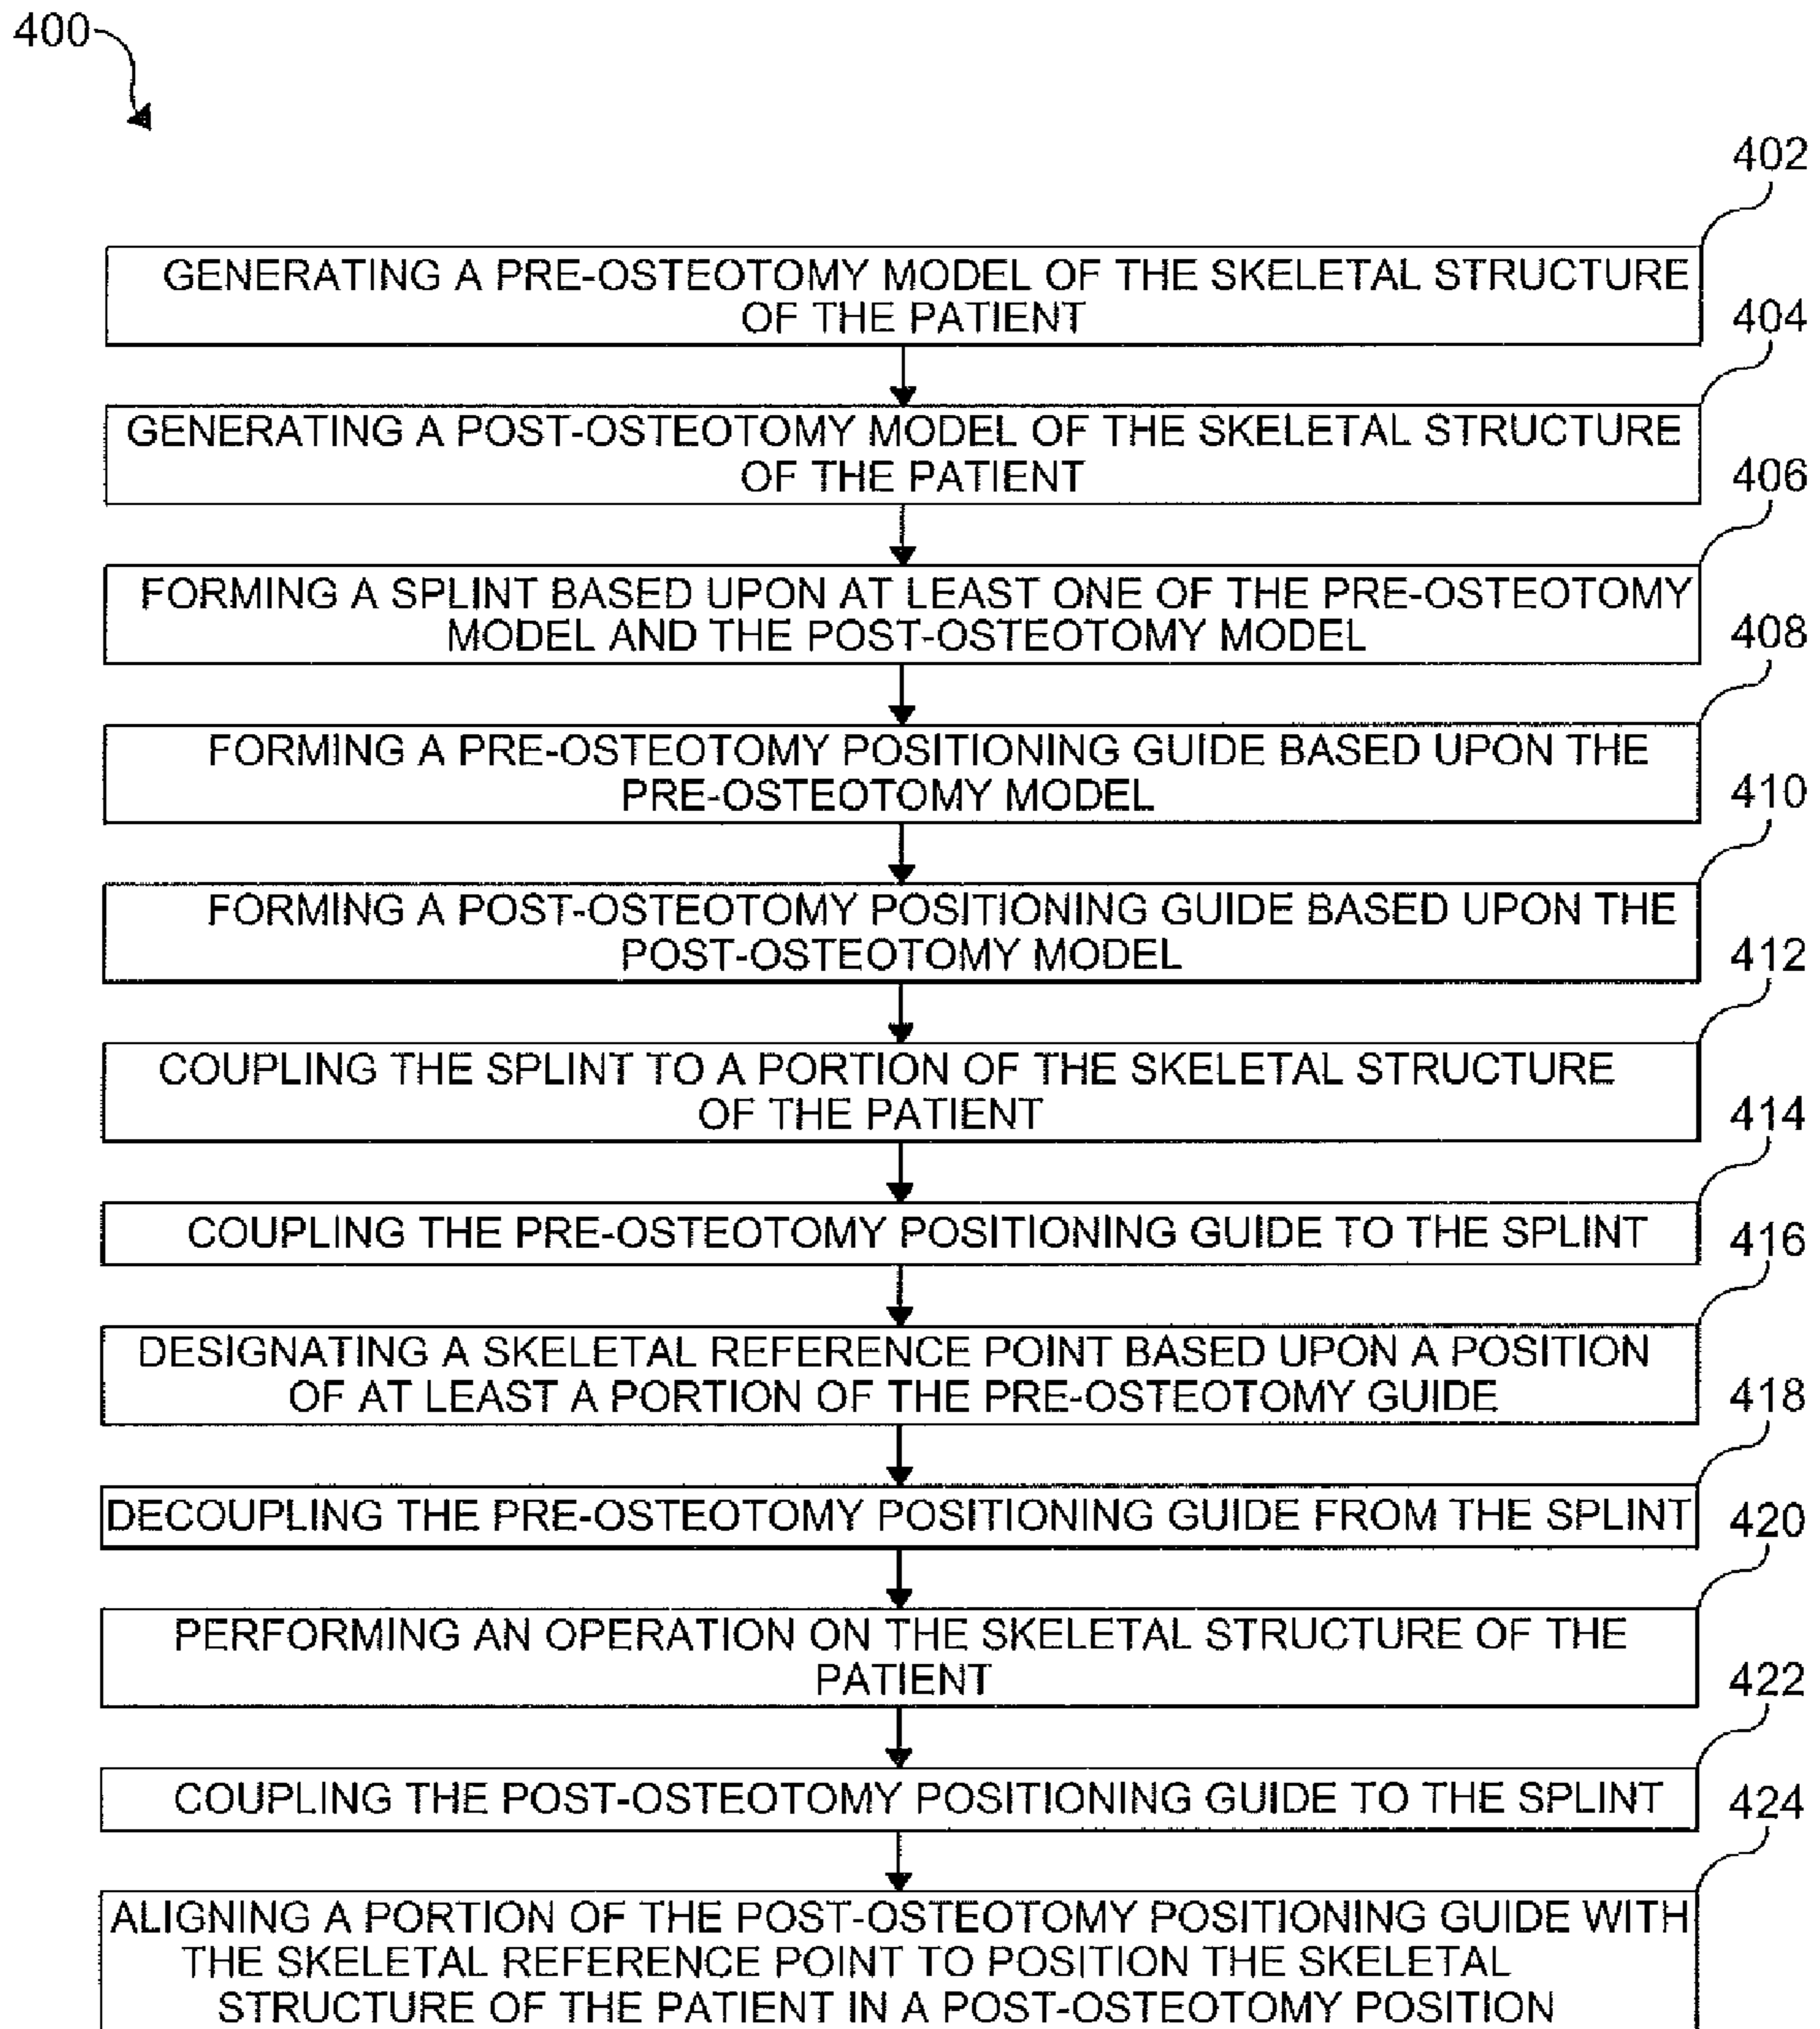 400
402
GENERATING A PRE-OSTEOTOMY MODEL OF THE SKELETAL STRUCTURE
OF THE PATIENT
404
GENERATING A POST-OSTEOTOMY MODEL OF THE SKELETAL STRUCTURE
OF THE PATIENT
406
FORMING A SPLINT BASED UPON AT LEAST ONE OF THE PRE-OSTEOTOMY
MODEL AND THE POST-OSTEOTOMY MODEL
408
FORMING A PRE-OSTEOTOMY POSITIONING GUIDE BASED UPON THE
PRE-OSTEOTOMY MODEL
410
FORMING A POST-OSTEOTOMY POSITIONING GUIDE BASED UPON THE
POST-OSTEOTOMY MODEL
412
COUPLING THE SPLINT TO A PORTION OF THE SKELETAL STRUCTURE
OF THE PATIENT
414
COUPLING THE PRE-OSTEOTOMY POSITIONING GUIDE TO THE SPLINT
416
DESIGNATING A SKELETAL REFERENCE POINT BASED UPON A POSITION
OF AT LEAST A PORTION OF THE PRE-OSTEOTOMY GUIDE
418
DECOUPLING THE PRE-OSTEOTOMY POSITIONING GUIDE FROM THE SPLINT
420
PERFORMING AN OPERATION ON THE SKELETAL STRUCTURE OF THE
PATIENT
422
COUPLING THE POST-OSTEOTOMY POSITIONING GUIDE TO THE SPLINT
424
ALIGNING A PORTION OF THE POST-OSTEOTOMY POSITIONING GUIDE WITH
THE SKELETAL REFERENCE POINT TO POSITION THE SKELETAL
STRUCTURE OF THE PATIENT IN A POST-OSTEOTOMY POSITION